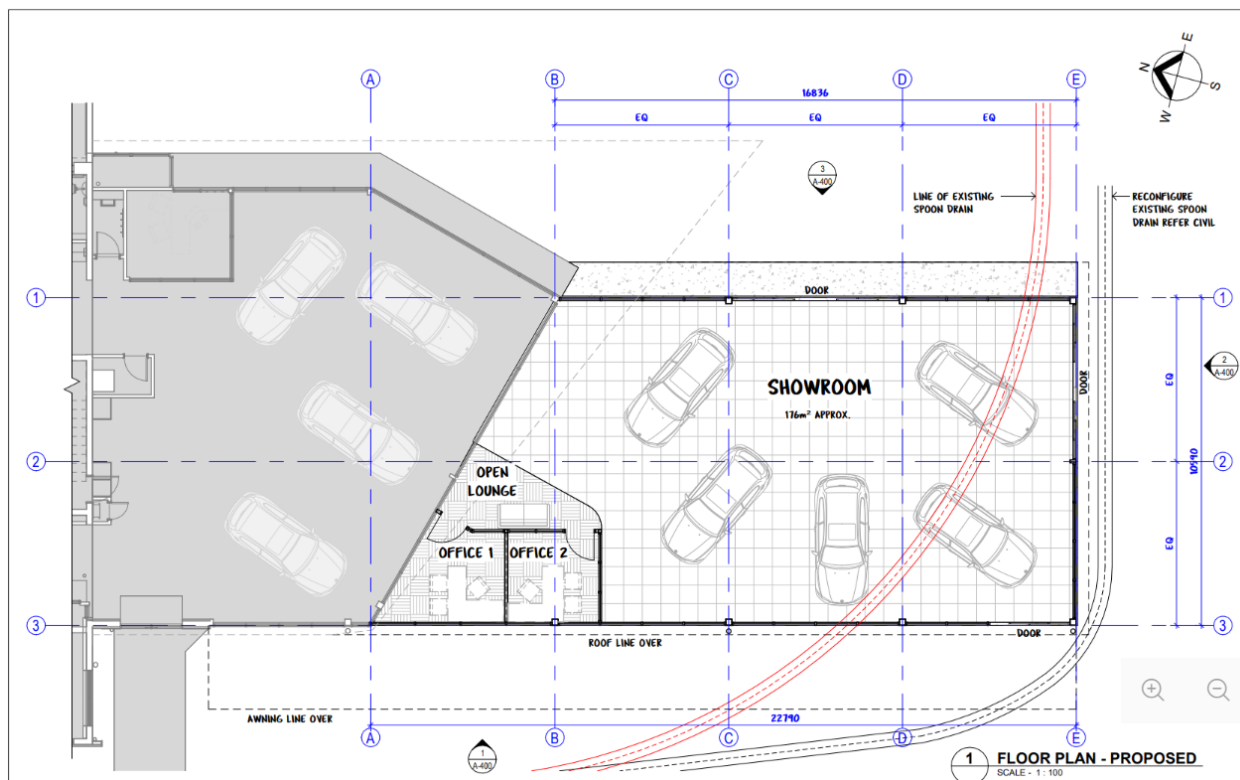 A
B
C
D
E
16836
EQ
EQ
EQ
N
E
S
W
3
A-400
LINE OF EXISTING
SPOON DRAIN
RECONFIGURE
EXISTING SPOON
DRAIN REFER CIVIL
1
DOOR
1
2
A-400
EQ
DOOR
SHOWROOM
176m² APPROX.
2
2
10590
OPEN
LOUNGE
OFFICE 1
OFFICE 2
EQ
3
3
DOOR
ROOF LINE OVER
AWNING LINE OVER
22790
A
B
C
D
E
1
A-400
1
FLOOR PLAN - PROPOSED
SCALE - 1 : 100